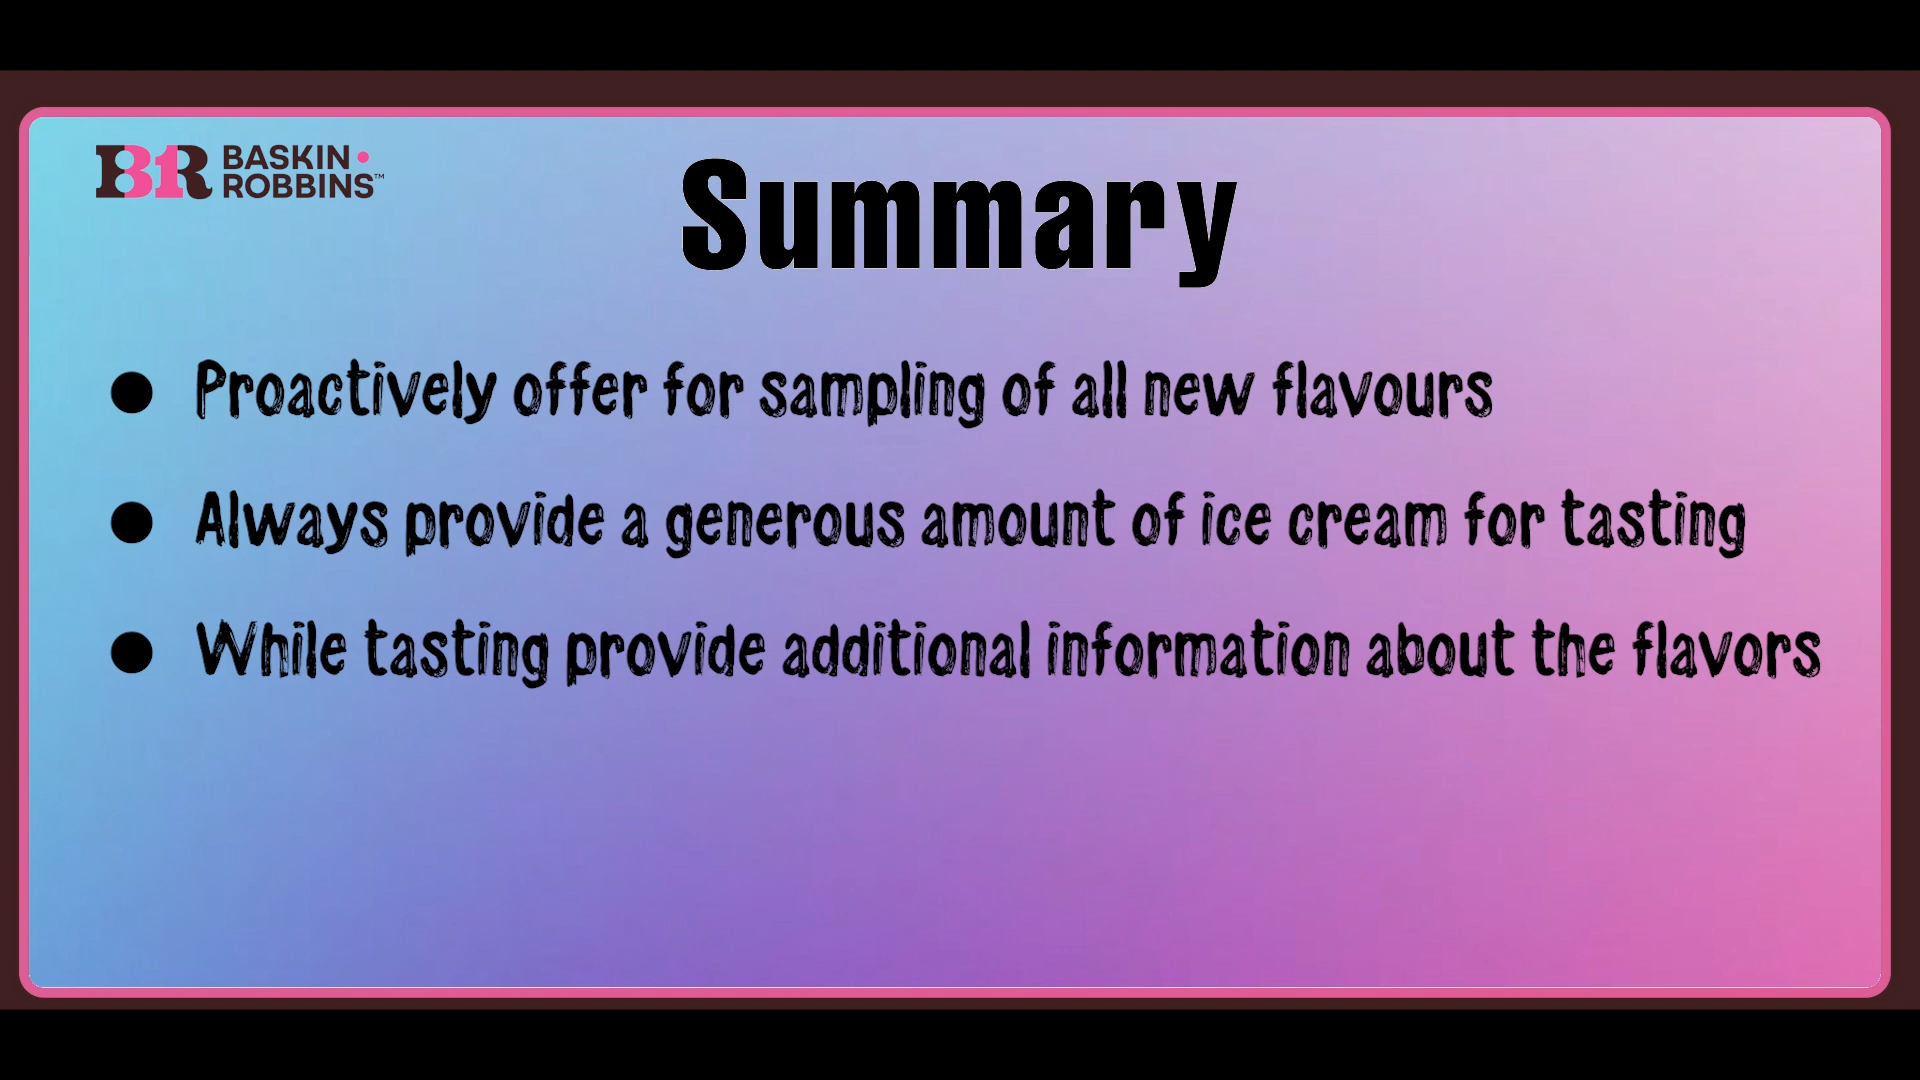 BR BASKIN
ROBBINS™
Summary
● Proactively offer for sampling of all new flavours
● Always provide a generous amount of ice cream for tasting
● While tasting provide additional information about the flavors